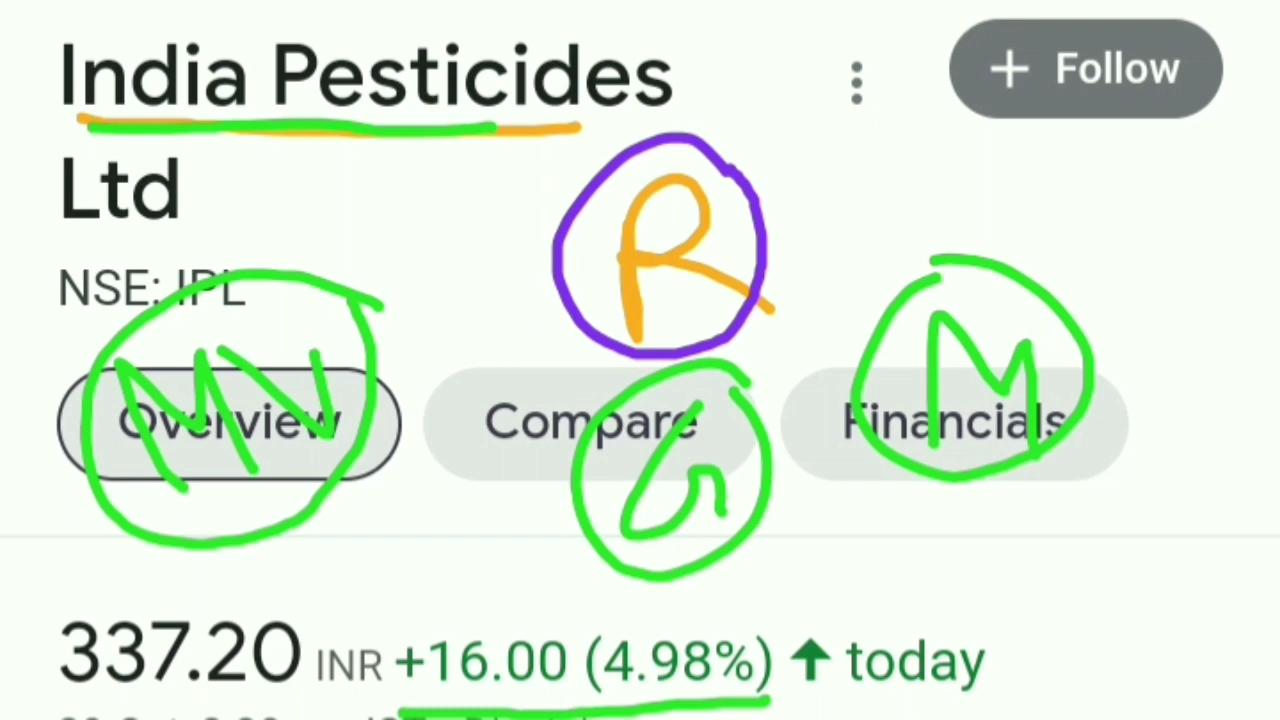 India Pesticides
+ Follow
Ltd
R
NSE: IPL
M
Overview
Compare
Financials
G
337.20 INR +16.00 (4.98%) ↑ today